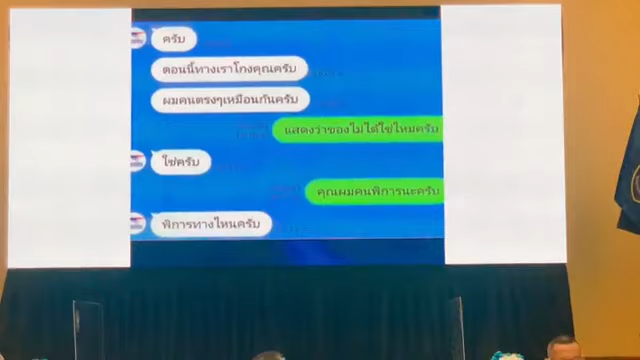 ครับ
ตอนนี้ทางเราโกงคุณครับ
ผมคนตรงๆเหมือนกันครับ
แสดงว่าของไม่ได้ใช่ไหมครับ
ใช่ครับ
คุณผมคนพิการนะครับ
พิการทางไหนครับ